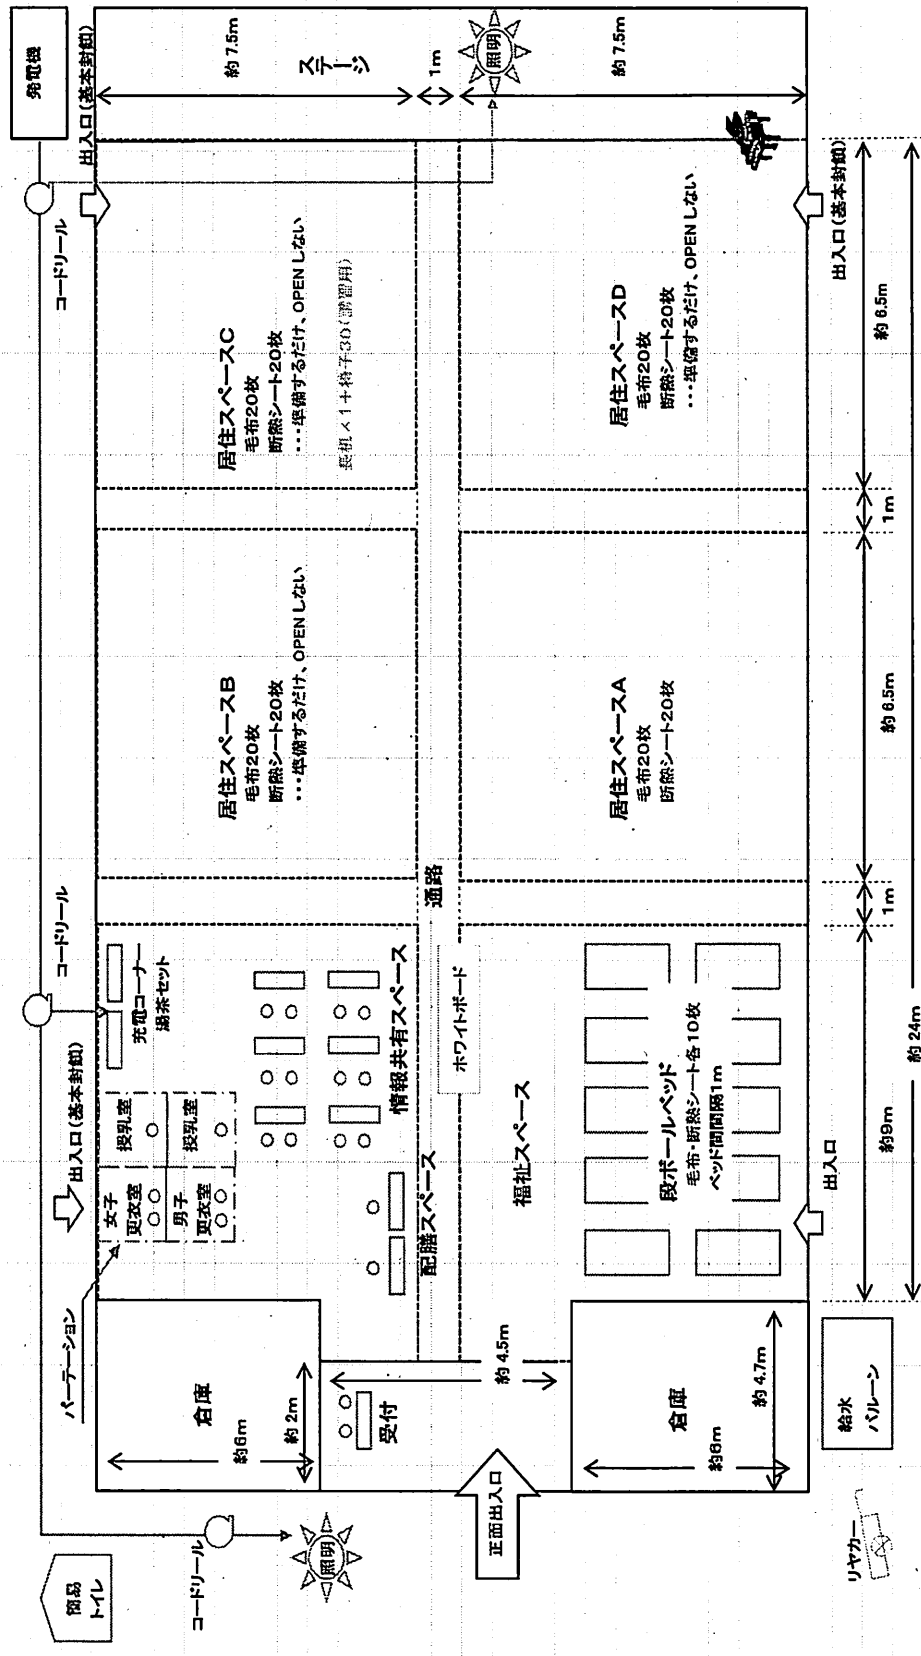 発電機
コードリール
出入口(基本封鎖)
約7.5m
ステージ
1m
照明
約7.5m
居住スペースC
毛布20枚
断熱シート20枚
・・・準備するだけ、OPENしない
長机×1+椅子30(講習用)
居住スペースD
毛布20枚
断熱シート20枚
・・・準備するだけ、OPENしない
出入口(基本封鎖)
約6.5m
1m
居住スペースB
毛布20枚
断熱シート20枚
・・・準備するだけ、OPENしない
居住スペースA
毛布20枚
断熱シート20枚
約6.5m
通路
1m
コードリール
充電コーナー
湯茶セット
出入口(基本封鎖)
授乳室
授乳室
女子
更衣室
男子
更衣室
パーテーション
情報共有スペース
ホワイトボード
配膳スペース
福祉スペース
段ボールベッド
毛布・断熱シート各10枚
ベッド間間隔1m
出入口
約9m
約24m
倉庫
約6m
約2m
受付
約4.5m
倉庫
約6m
約4.7m
給水
バルーン
正面出入口
簡易
トイレ
コードリール
照明
リヤカー